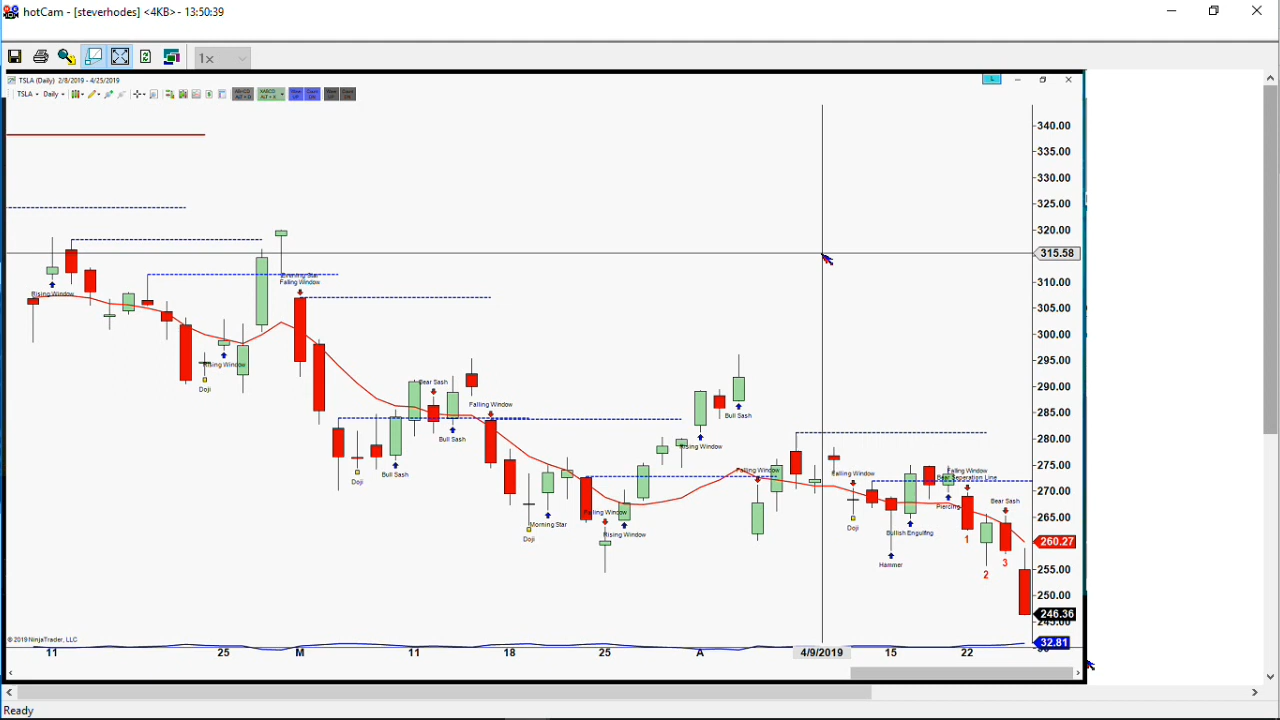 hotCam - [steverhodes] <4KB> - 13:50:39
1x
TSLA (Daily) 2/8/2019 - 4/25/2019
L
TSLA Daily
340.00
335.00
330.00
325.00
320.00
315.58
310.00
305.00
300.00
295.00
290.00
285.00
280.00
275.00
270.00
265.00
260.27
255.00
250.00
246.36
245.00
32.81
Rising Window
Doji
Rising Window
Evening Star
Falling Window
Doji
Bull Sash
Bear Sash
Bull Sash
Falling Window
Doji
Morning Star
Falling Window
Rising Window
Rising Window
Bull Sash
Falling Window
Falling Window
Doji
Hammer
Bullish Engulfing
Piercing
Falling Window
Bear Seperation Line
Bear Sash
1
2
3
© 2019 NinjaTrader, LLC
11 25 M 11 18 25 A 4/9/2019 15 22
Ready